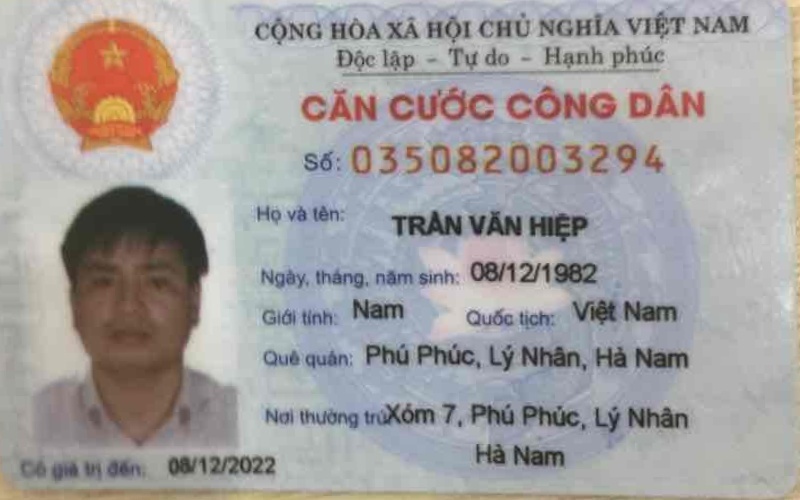 CỘNG HÒA XÃ HỘI CHỦ NGHĨA VIỆT NAM
Độc lập - Tự do - Hạnh phúc
CĂN CƯỚC CÔNG DÂN
Số: 035082003294
Họ và tên: TRẦN VĂN HIỆP
Ngày, tháng, năm sinh: 08/12/1982
Giới tính: Nam Quốc tịch: Việt Nam
Quê quán: Phú Phúc, Lý Nhân, Hà Nam
Nơi thường trú: Xóm 7, Phú Phúc, Lý Nhân
Hà Nam
Có giá trị đến: 08/12/2022